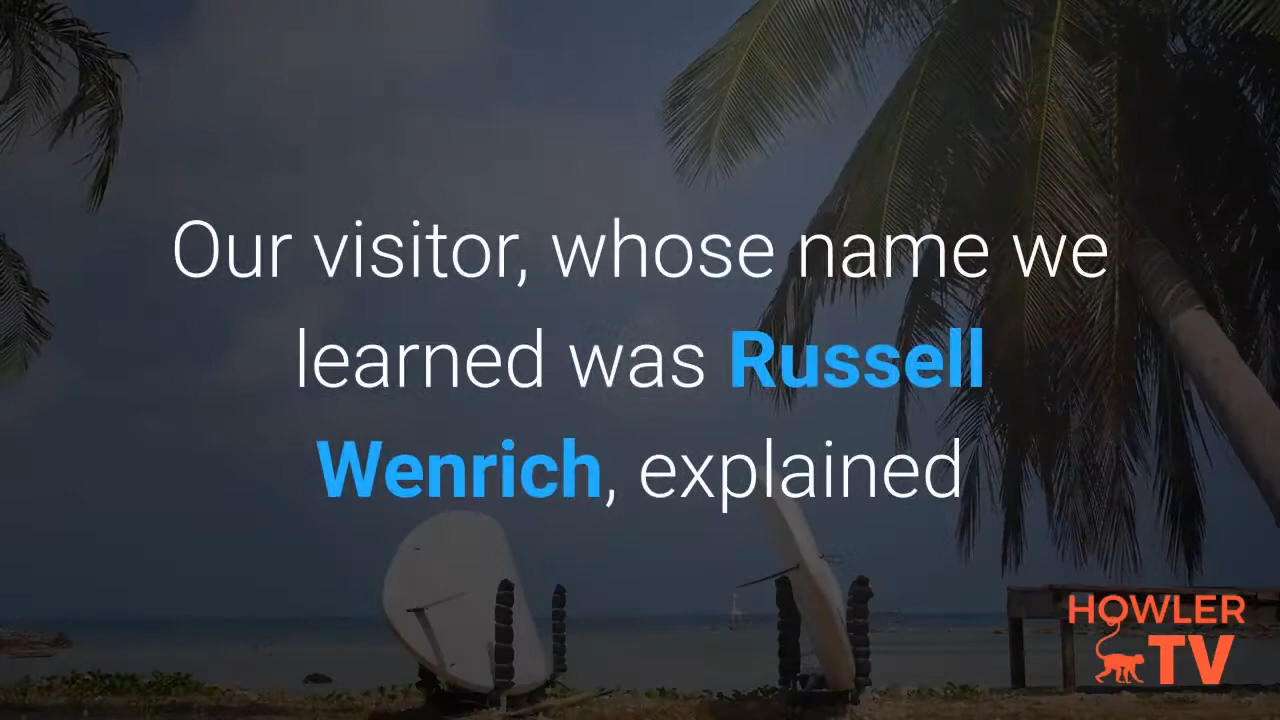 Our visitor, whose name we
learned was Russell
Wenrich, explained
HOWLER
TV